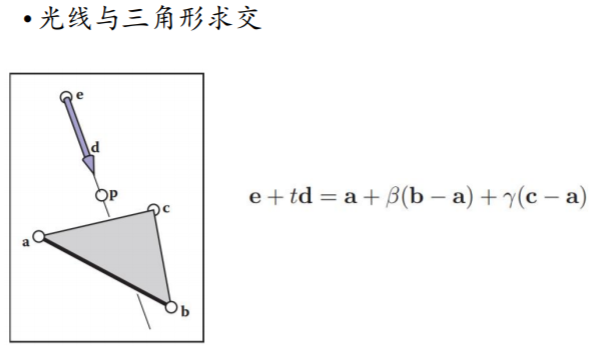 •光线与三角形求交
e
d
p
c
a
b
e + td = a + β(b − a) + γ(c − a)